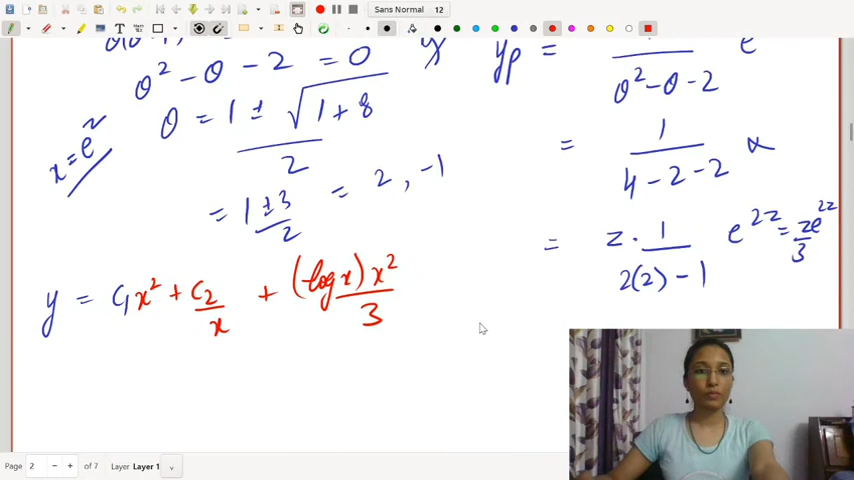 Sans Normal 12
θ² - θ - 2 = 0
θ = 1 ± √(1+8) / 2
x = e^z
= 1±3 / 2 = 2, -1
y = C₁x² + C₂/x + (log x) x² / 3
yp = 1 / θ²-θ-2 e
= 1 / 4-2-2 ∝
= z · 1 / 2(2) - 1 e^2z = ze^2z / 3
Page 2 of 7 Layer Layer 1